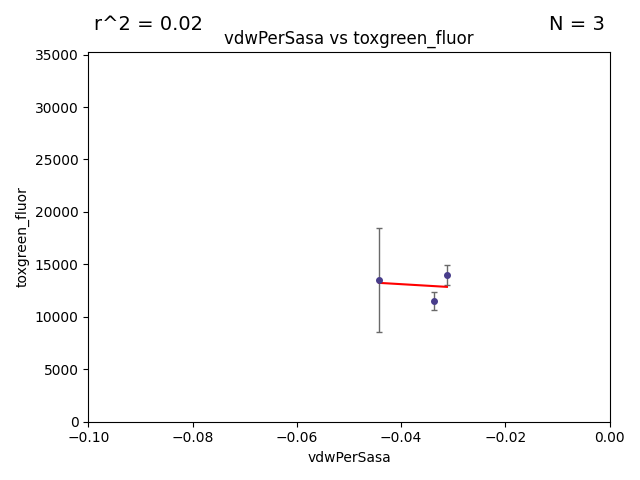 r^2 = 0.02
N = 3
vdwPerSasa vs toxgreen_fluor
35000
30000
25000
20000
15000
10000
5000
0
toxgreen_fluor
−0.10
−0.08
−0.06
−0.04
−0.02
0.00
vdwPerSasa